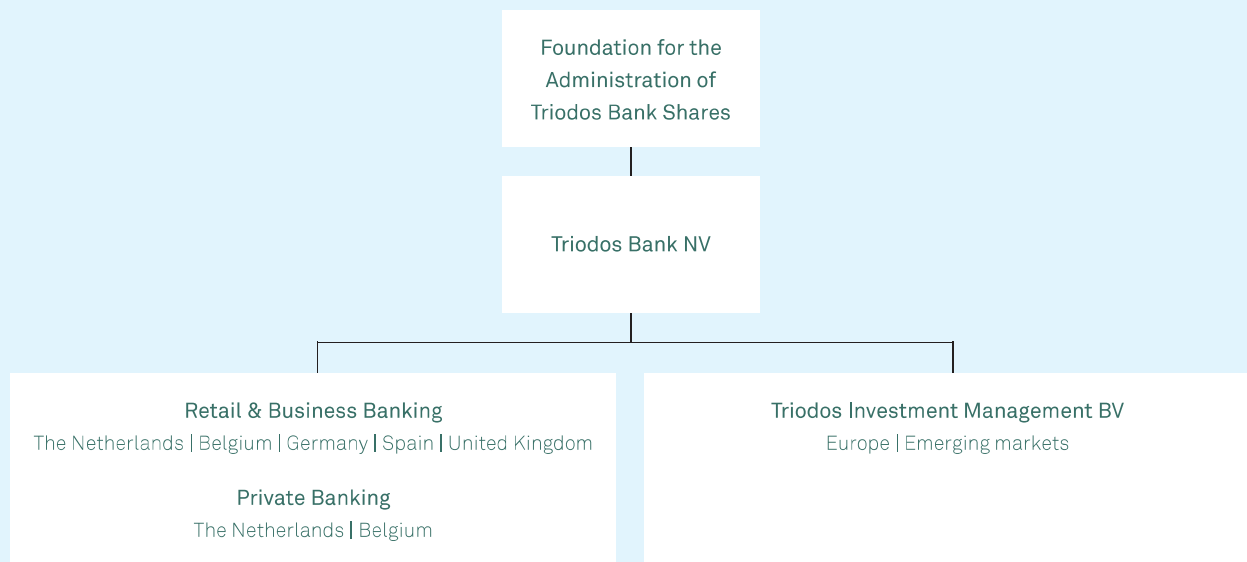 Foundation for the
Administration of
Triodos Bank Shares
Triodos Bank NV
Retail & Business Banking
The Netherlands | Belgium | Germany | Spain | United Kingdom
Private Banking
The Netherlands | Belgium
Triodos Investment Management BV
Europe | Emerging markets